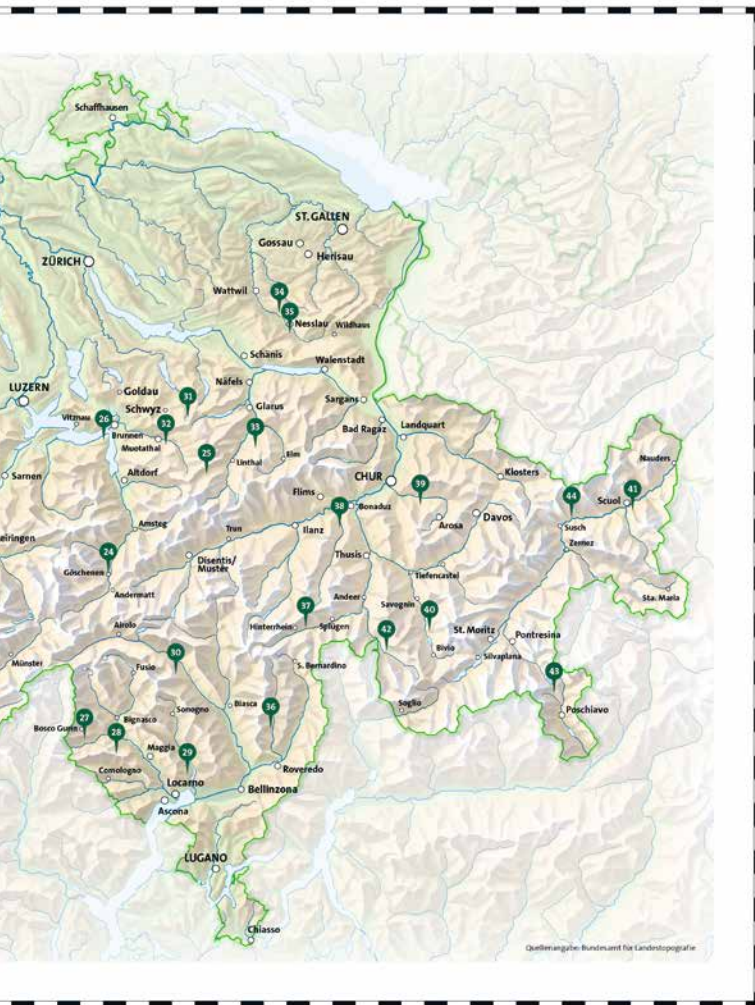 Schaffhausen
ST. GALLEN
Gossau
Herisau
ZÜRICH
Wattwil
34
35
Nesslau
Wildhaus
Schänis
Walenstadt
LUZERN
Goldau
31
Näfels
Sargans
Schwyz
Glarus
Vitznau
26
32
33
Bad Ragaz
Landquart
Brunnen
Muotathal
25
Linthal
Elm
Sarnen
Altdorf
CHUR
39
Klosters
Nauders
Flims
38
Bonaduz
44
Scuol
41
Arosa
Davos
Amsteg
Trun
Ilanz
Susch
Zernez
eiringen
24
Disentis/
Muster
Thusis
Göschenen
Tiefencastel
Andermatt
Andeer
Savognin
40
Sta. Maria
37
Airolo
Hinterrhein
Splügen
42
St. Moritz
Pontresina
Münster
30
Bivio
Silvaplana
Fusio
S. Bernardino
43
Soglio
Poschiavo
27
Bignasco
Sonogno
Biasca
36
Bosco Gurin
28
Maggia
29
Comologno
Roveredo
Locarno
Bellinzona
Ascona
LUGANO
Chiasso
Quellenangabe: Bundesamt für Landestopografie